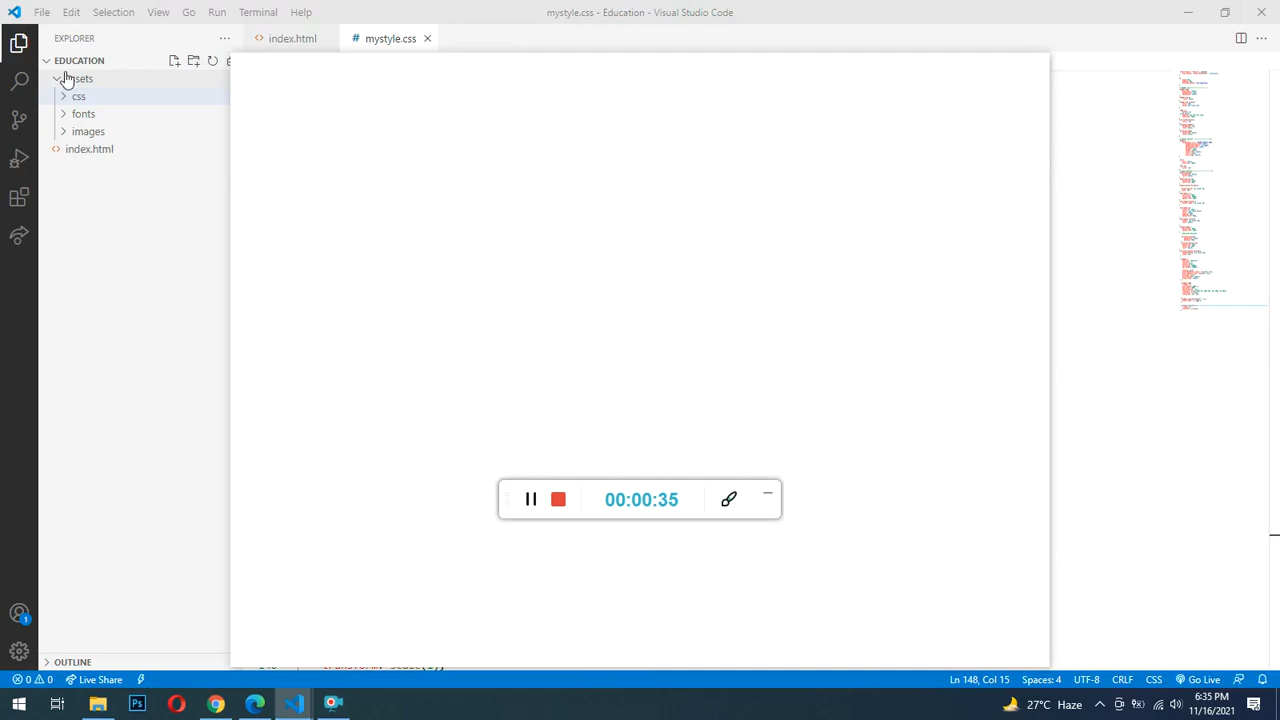 File Edit Selection View Go Run Terminal Help mystyle.css - Education - Visual Studio Code
EXPLORER ··· index.html # mystyle.css
EDUCATION
css
fonts
images
index.html
00:00:35
OUTLINE
0 0 Live Share Ln 148, Col 15 Spaces: 4 UTF-8 CRLF CSS Go Live
27°C Haze 6:35 PM
11/16/2021